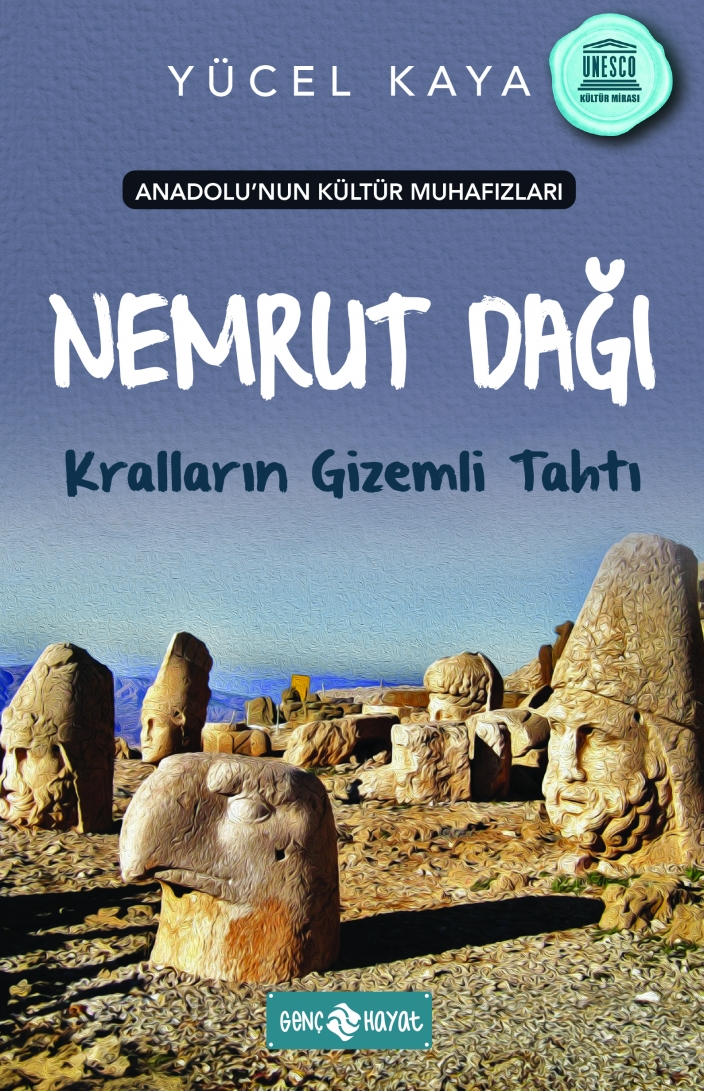 YÜCEL KAYA
UNESCO
KÜLTÜR MİRASI
ANADOLU'NUN KÜLTÜR MUHAFIZLARI
NEMRUT DAĞI
Kralların Gizemli Tahtı
GENÇ HAYAT